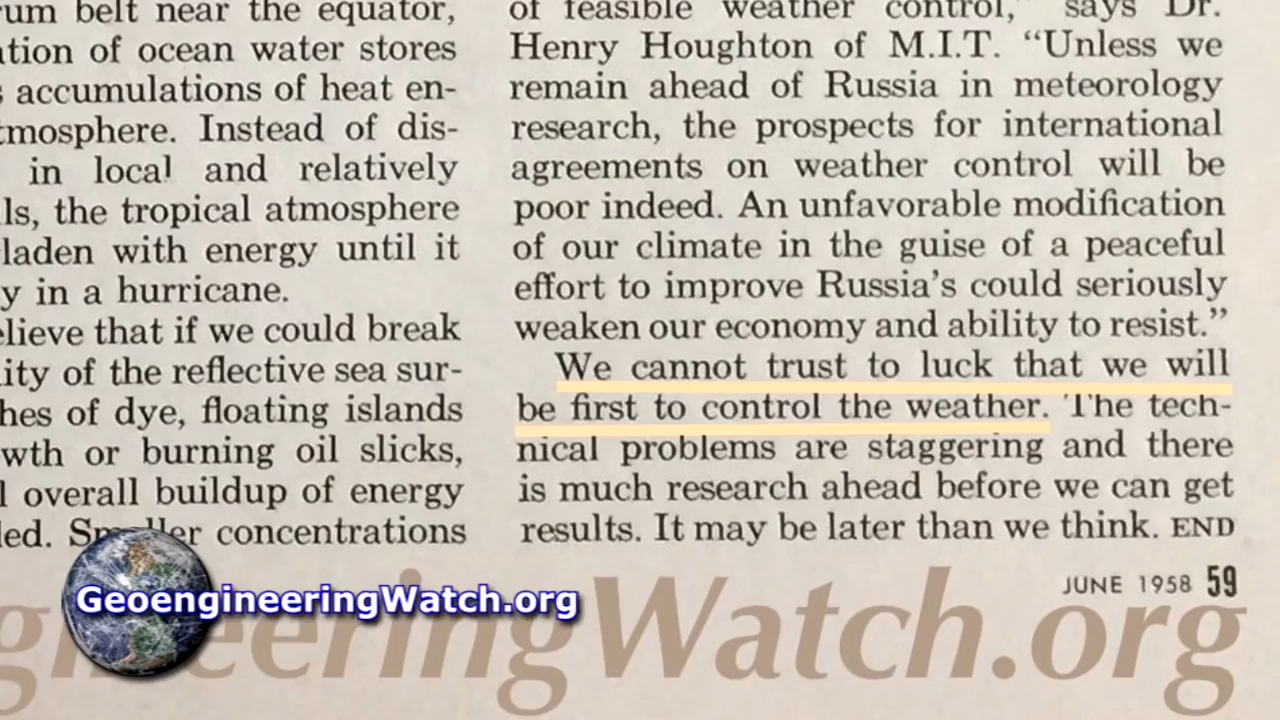 rum belt near the equator,
ation of ocean water stores
s accumulations of heat en-
tmosphere. Instead of dis-
in local and relatively
lls, the tropical atmosphere
laden with energy until it
y in a hurricane.
elieve that if we could break
ity of the reflective sea sur-
hes of dye, floating islands
wth or burning oil slicks,
l overall buildup of energy
led. Smaller concentrations
of feasible weather control," says Dr.
Henry Houghton of M.I.T. “Unless we
remain ahead of Russia in meteorology
research, the prospects for international
agreements on weather control will be
poor indeed. An unfavorable modification
of our climate in the guise of a peaceful
effort to improve Russia’s could seriously
weaken our economy and ability to resist.”
We cannot trust to luck that we will
be first to control the weather. The tech-
nical problems are staggering and there
is much research ahead before we can get
results. It may be later than we think. END
JUNE 1958 59
GeoengineeringWatch.org
gineeringWatch.org